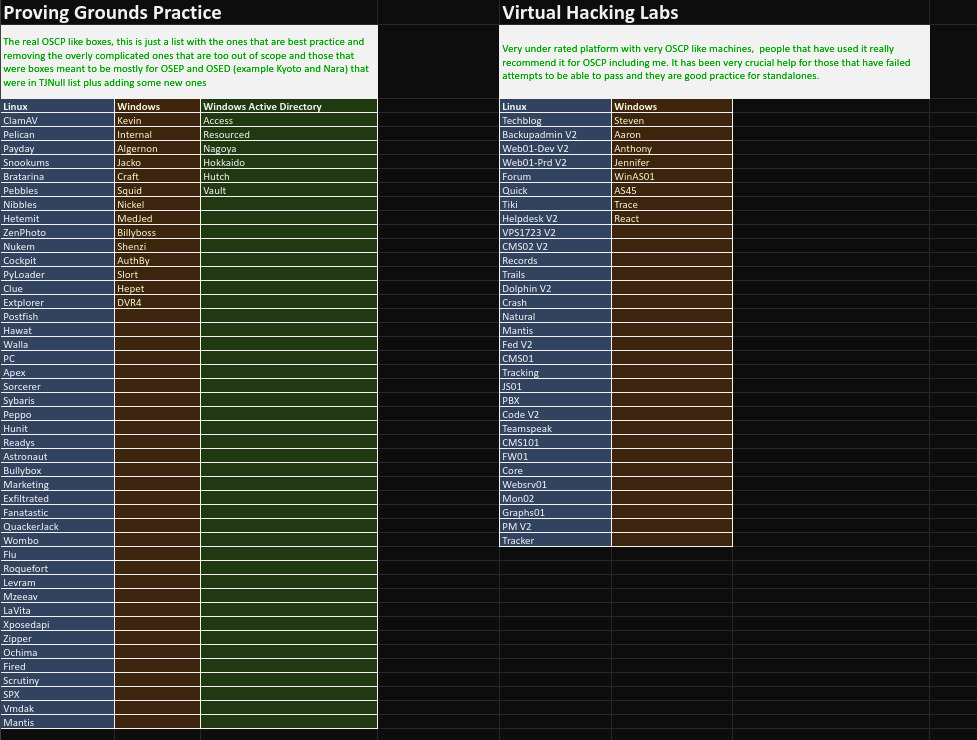 Proving Grounds Practice
The real OSCP like boxes, this is just a list with the ones that are best practice and
removing the overly complicated ones that are too out of scope and those that
were boxes meant to be mostly for OSEP and OSED (example Kyoto and Nara) that
were in TJNull list plus adding some new ones
Linux Windows Windows Active Directory
ClamAV Kevin Access
Pelican Internal Resourced
Payday Algernon Nagoya
Snookums Jacko Hokkaido
Bratarina Craft Hutch
Pebbles Squid Vault
Nibbles Nickel
Hetemit MedJed
ZenPhoto Billyboss
Nukem Shenzi
Cockpit AuthBy
PyLoader Slort
Clue Hepet
Extplorer DVR4
Postfish
Hawat
Walla
PC
Apex
Sorcerer
Sybaris
Peppo
Hunit
Readys
Astronaut
Bullybox
Marketing
Exfiltrated
Fanatastic
QuackerJack
Wombo
Flu
Roquefort
Levram
Mzeeav
LaVita
Xposedapi
Zipper
Ochima
Fired
Scrutiny
SPX
Vmdak
Mantis
Virtual Hacking Labs
Very under rated platform with very OSCP like machines,  people that have used it really
recommend it for OSCP including me. It has been very crucial help for those that have failed
attempts to be able to pass and they are good practice for standalones.
Linux Windows
Techblog Steven
Backupadmin V2 Aaron
Web01-Dev V2 Anthony
Web01-Prd V2 Jennifer
Forum WinAS01
Quick AS45
Tiki Trace
Helpdesk V2 React
VPS1723 V2
CMS02 V2
Records
Trails
Dolphin V2
Crash
Natural
Mantis
Fed V2
CMS01
Tracking
JS01
PBX
Code V2
Teamspeak
CMS101
FW01
Core
Websrv01
Mon02
Graphs01
PM V2
Tracker